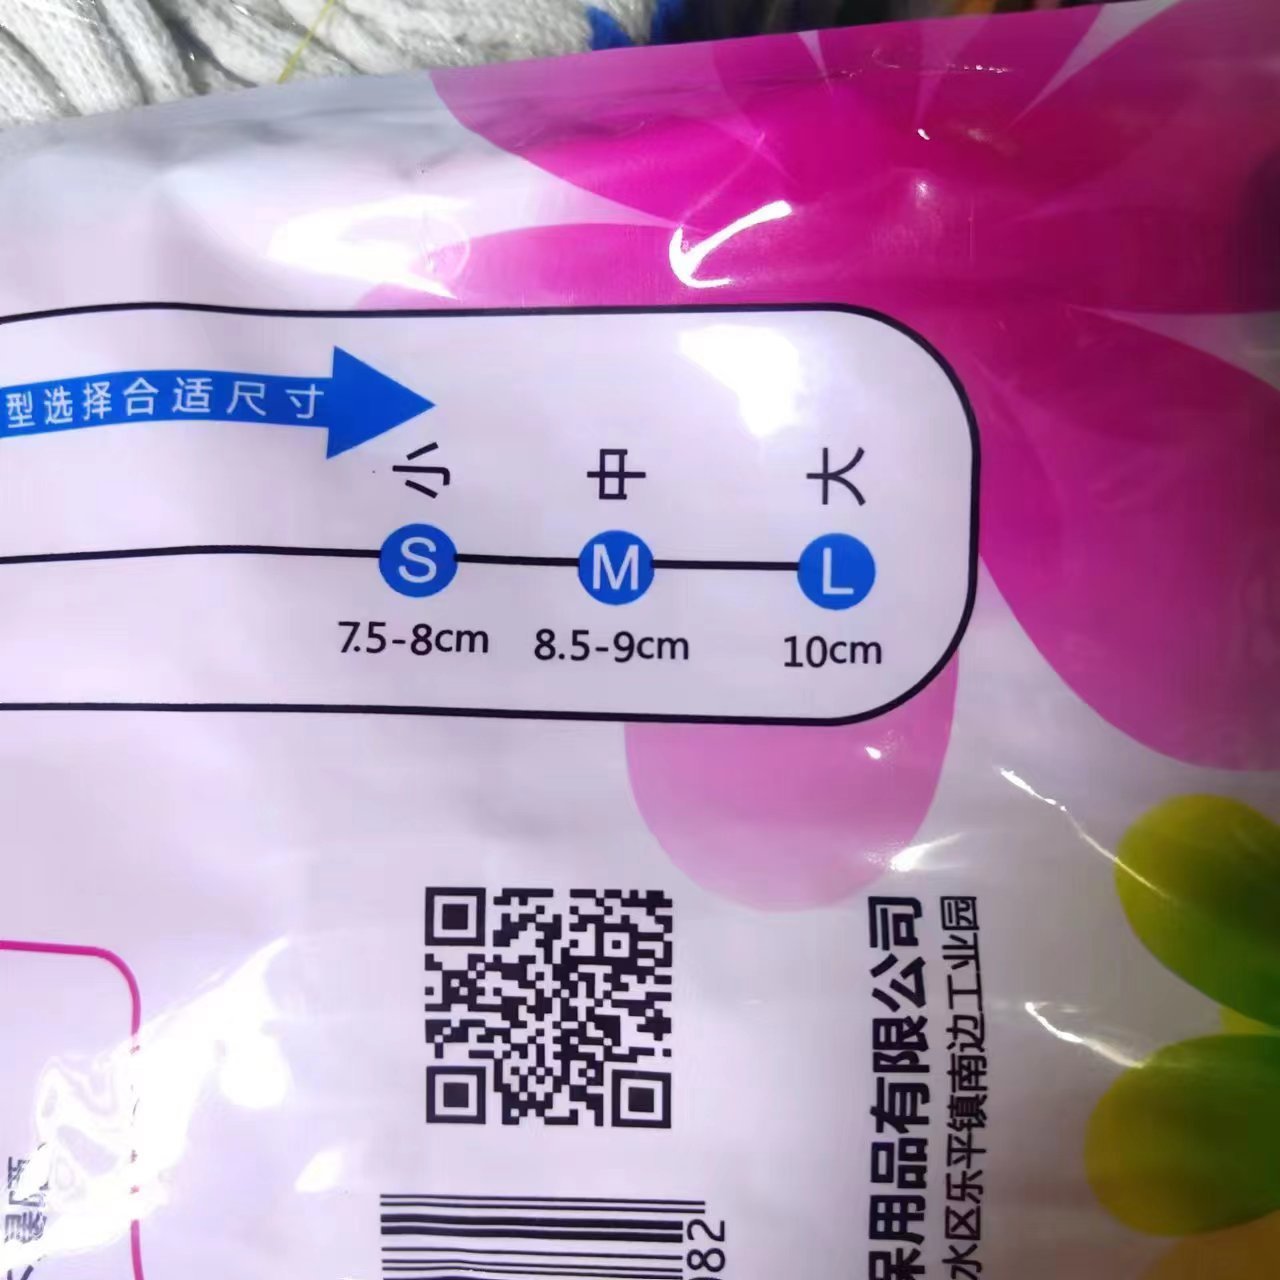 型选择合适尺寸
小 中 大
S M L
7.5-8cm 8.5-9cm 10cm
保用品有限公司
水区乐平镇南边工业园
082